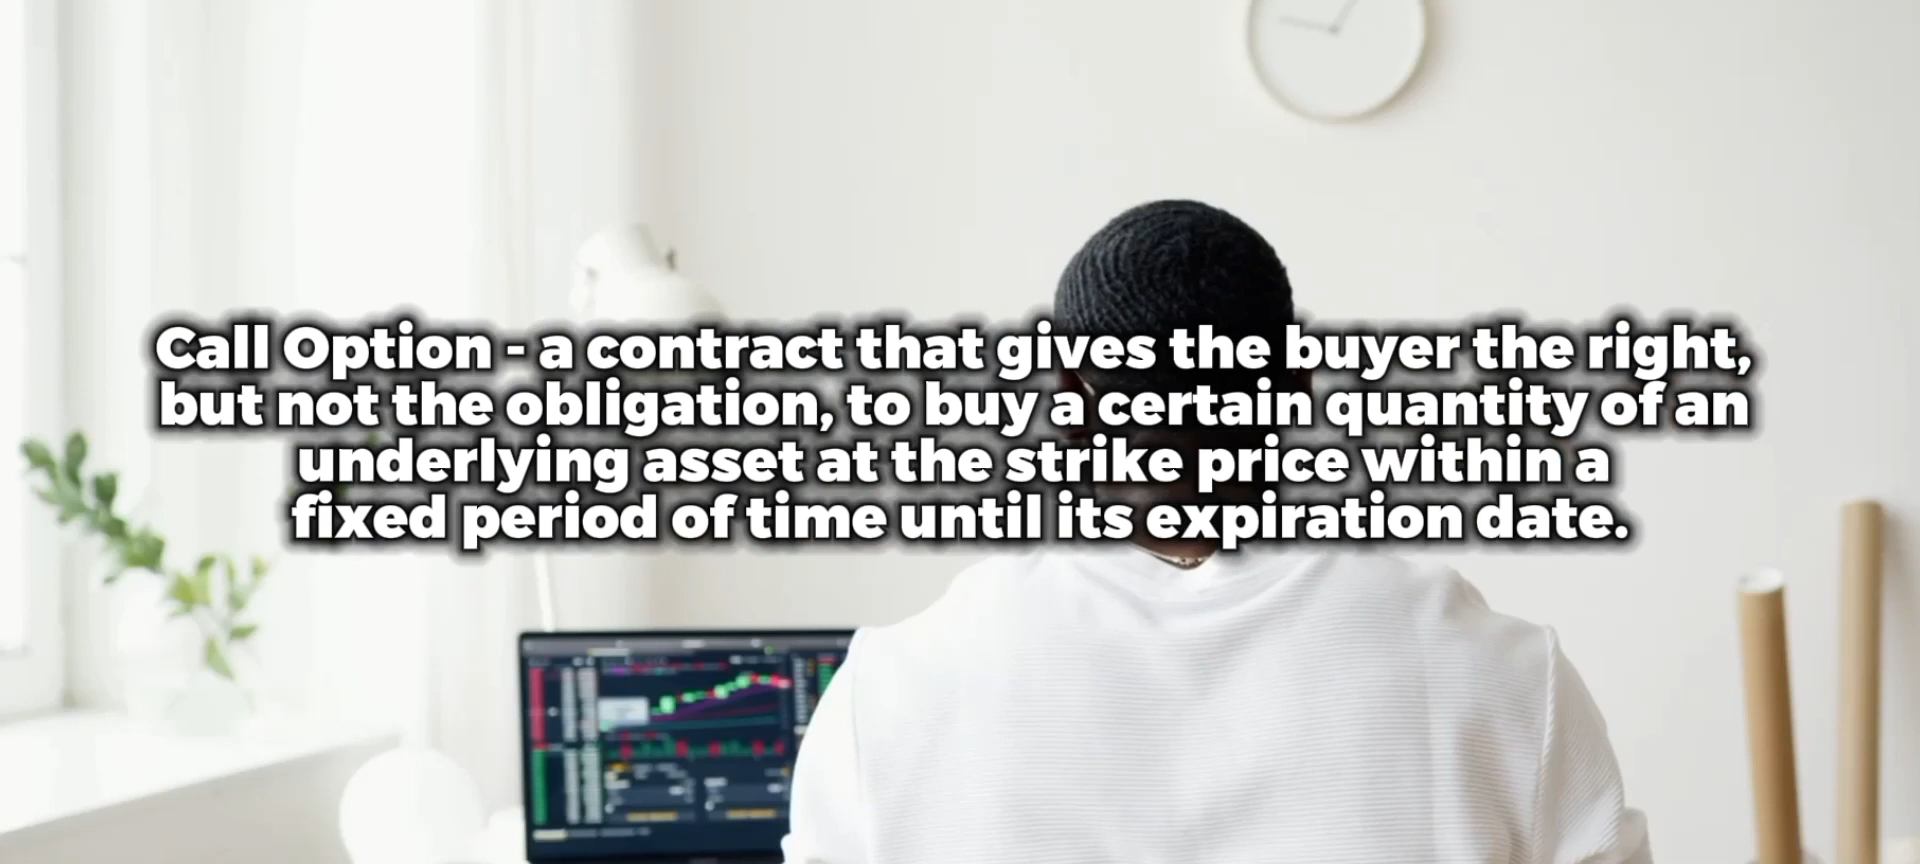 Call Option - a contract that gives the buyer the right,
but not the obligation, to buy a certain quantity of an
underlying asset at the strike price within a
fixed period of time until its expiration date.